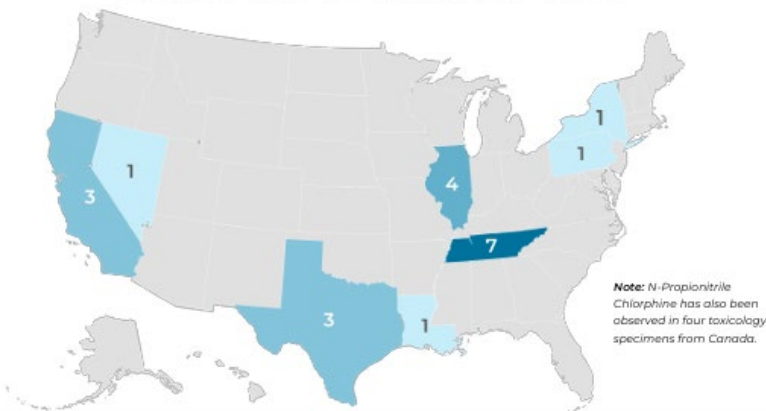 1
1
1
3
4
7
3
1
Note: N-Propionitrile
Chlorphine has also been
observed in four toxicology
specimens from Canada.